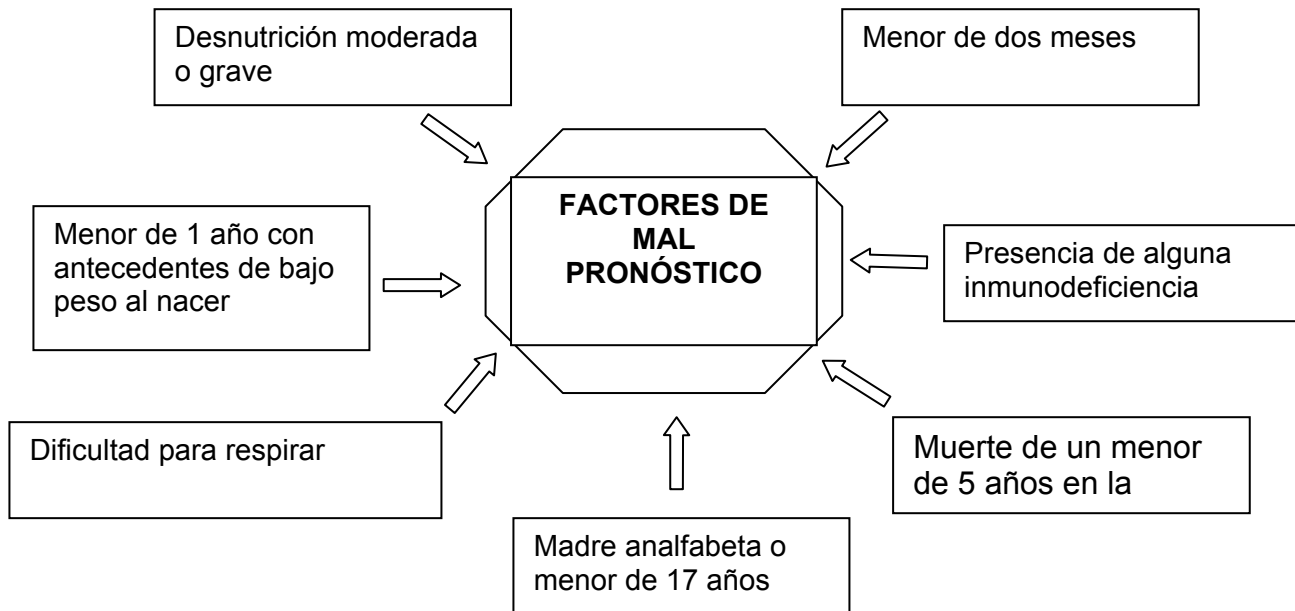 Desnutrición moderada
o grave
Menor de dos meses
FACTORES DE
MAL
PRONÓSTICO
Menor de 1 año con
antecedentes de bajo
peso al nacer
Presencia de alguna
inmunodeficiencia
Dificultad para respirar
Muerte de un menor
de 5 años en la
Madre analfabeta o
menor de 17 años